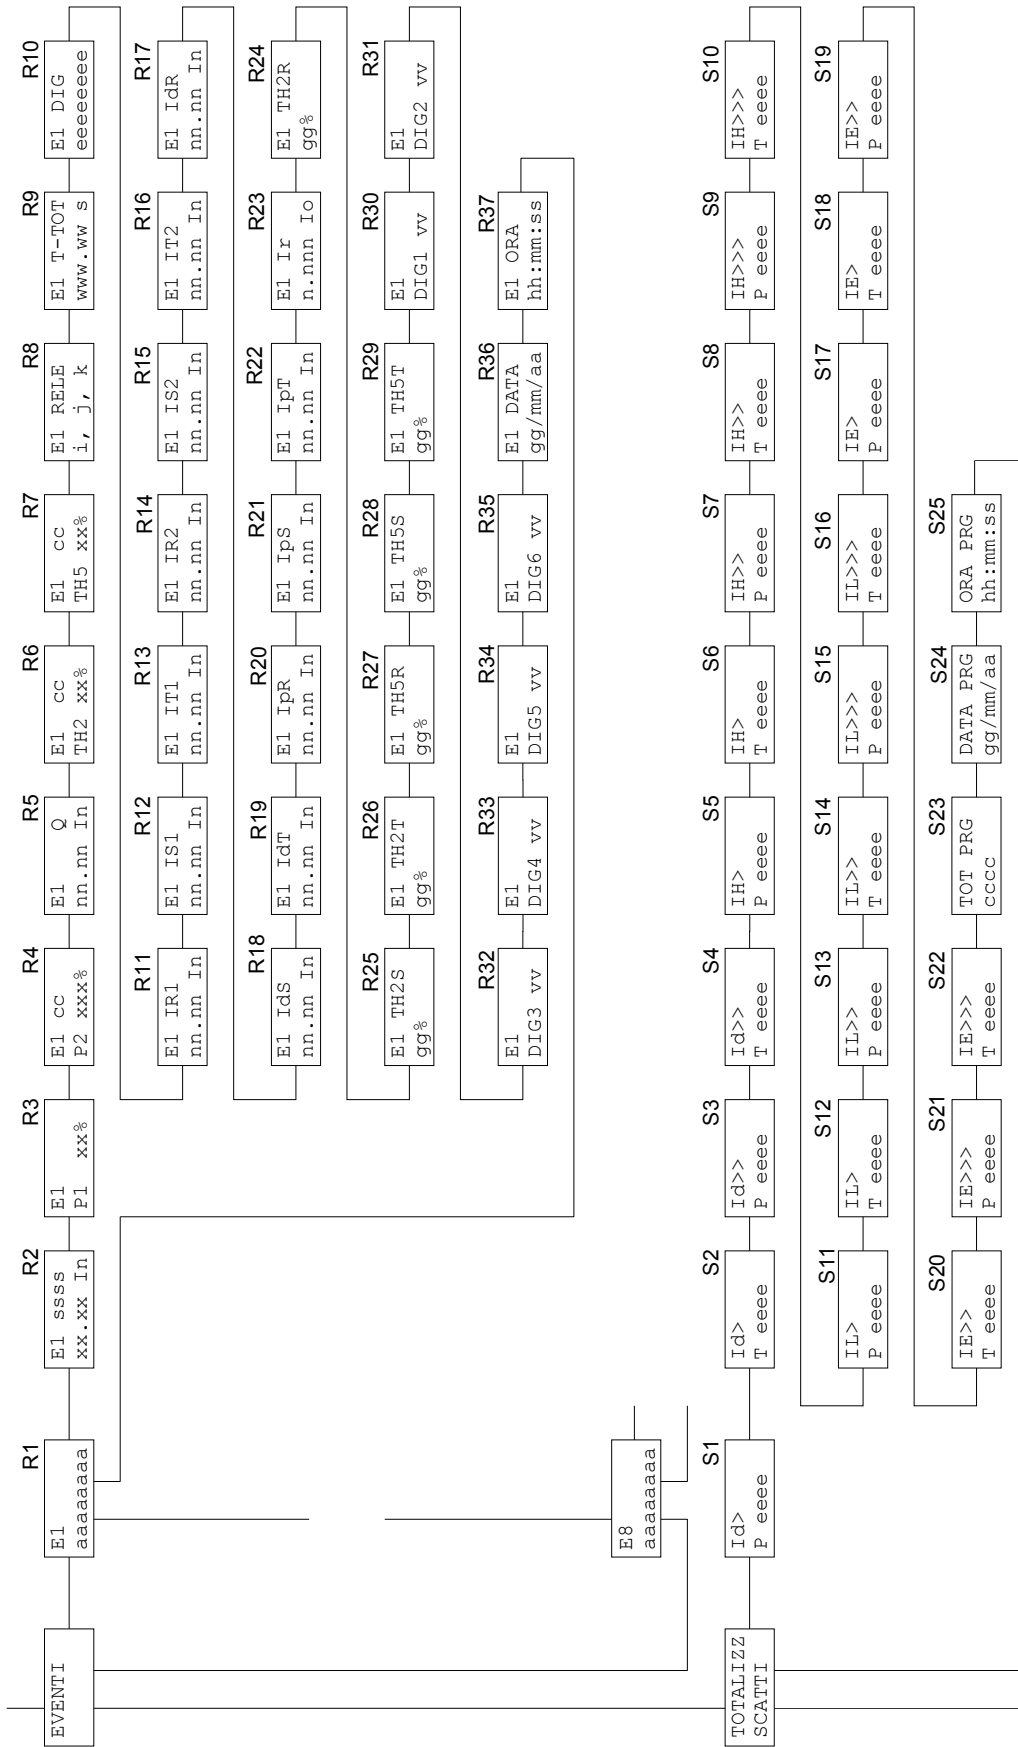 EVENTI
R1
E1
aaaaaaaaa
R2
E1 ssss
xx.xx In
R3
E1
P1 xx%
R4
E1 cc
P2 xxx%
R5
E1 Q
nn.nn In
R6
E1 cc
TH2 xx%
R7
E1 cc
TH5 xx%
R8
E1 RELE
i, j, k
R9
E1 T-TOT
www.ww s
R10
E1 DIG
eeeeeeeee
R11
E1 IR1
nn.nn In
R12
E1 IS1
nn.nn In
R13
E1 IT1
nn.nn In
R14
E1 IR2
nn.nn In
R15
E1 IS2
nn.nn In
R16
E1 IT2
nn.nn In
R17
E1 IdR
nn.nn In
R18
E1 IdS
nn.nn In
R19
E1 IdT
nn.nn In
R20
E1 IpR
nn.nn In
R21
E1 IpS
nn.nn In
R22
E1 IpT
nn.nn In
R23
E1 Ir
n.nnn Io
R24
E1 TH2R
gg%
R25
E1 TH2S
gg%
R26
E1 TH2T
gg%
R27
E1 TH5R
gg%
R28
E1 TH5S
gg%
R29
E1 TH5T
gg%
R30
E1
DIG1 vv
R31
E1
DIG2 vv
R32
E1
DIG3 vv
R33
E1
DIG4 vv
R34
E1
DIG5 vv
R35
E1
DIG6 vv
R36
E1 DATA
gg/mm/aa
R37
E1 ORA
hh:mm:ss
E8
aaaaaaaaa
TOTALIZZ
SCATTI
S1
Id>
P eeee
S2
Id>
T eeee
S3
Id>>
P eeee
S4
Id>>
T eeee
S5
IH>
P eeee
S6
IH>
T eeee
S7
IH>>
P eeee
S8
IH>>
T eeee
S9
IH>>>
P eeee
S10
IH>>>
T eeee
S11
IL>
P eeee
S12
IL>
T eeee
S13
IL>>
P eeee
S14
IL>>
T eeee
S15
IL>>>
P eeee
S16
IL>>>
T eeee
S17
IE>
P eeee
S18
IE>
T eeee
S19
IE>>
P eeee
S20
IE>>
T eeee
S21
IE>>>
P eeee
S22
IE>>>
T eeee
S23
TOT PRG
cccc
S24
DATA PRG
gg/mm/aa
S25
ORA PRG
hh:mm:ss